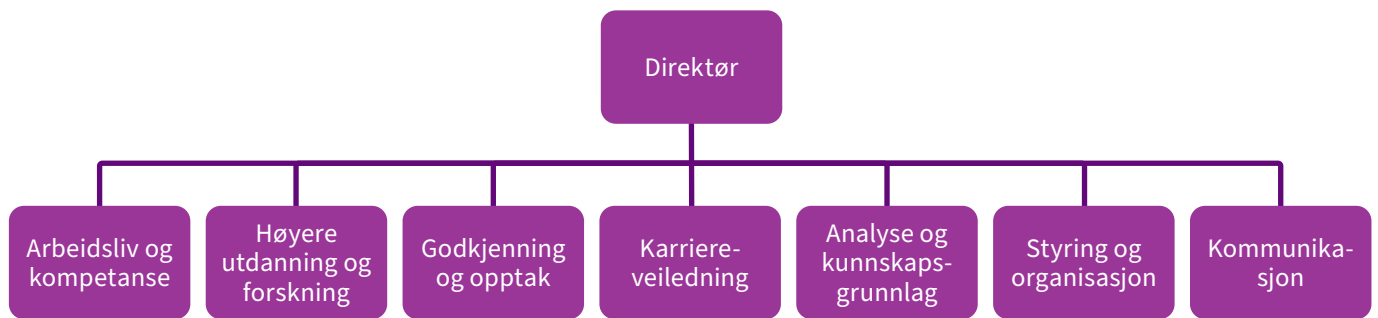 Direktør
Arbeidsliv og
kompetanse
Høyere
utdanning og
forskning
Godkjenning
og opptak
Karriere-
veiledning
Analyse og
kunnskaps-
grunnlag
Styring og
organisasjon
Kommunika-
sjon